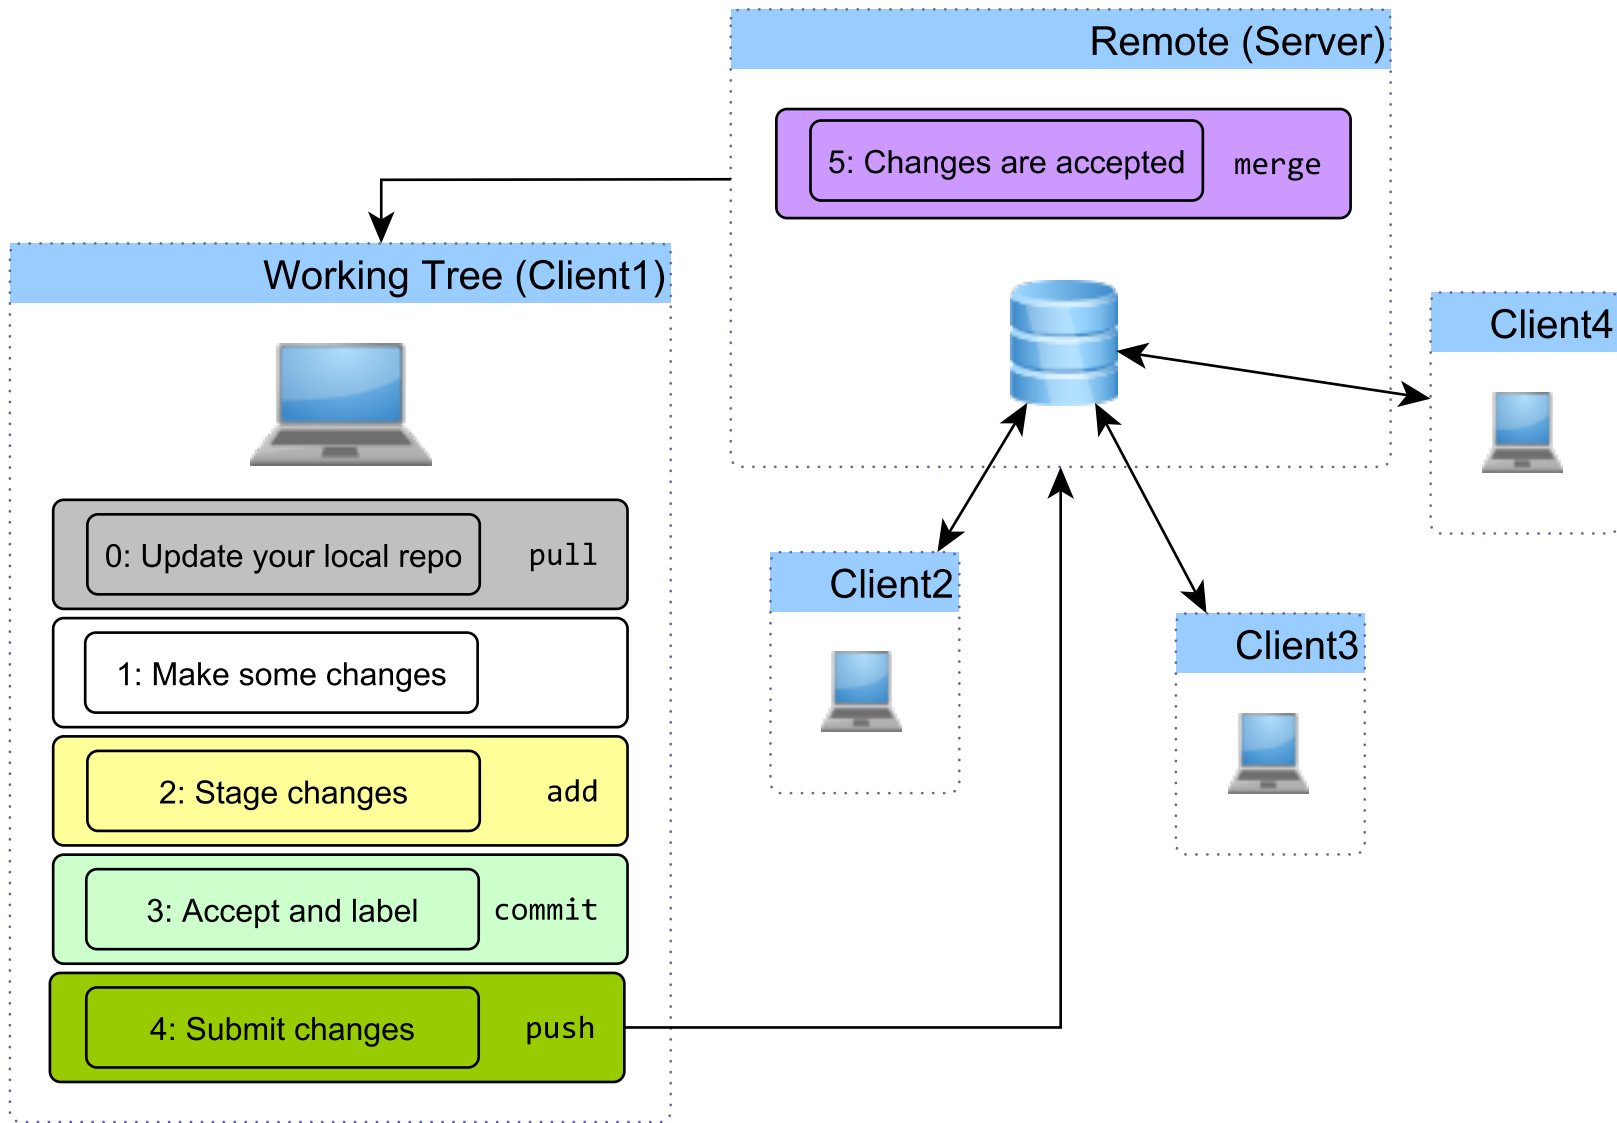 Remote (Server)
5: Changes are accepted merge
Working Tree (Client1)
Client4
0: Update your local repo pull
Client2
1: Make some changes
Client3
2: Stage changes add
3: Accept and label commit
4: Submit changes push